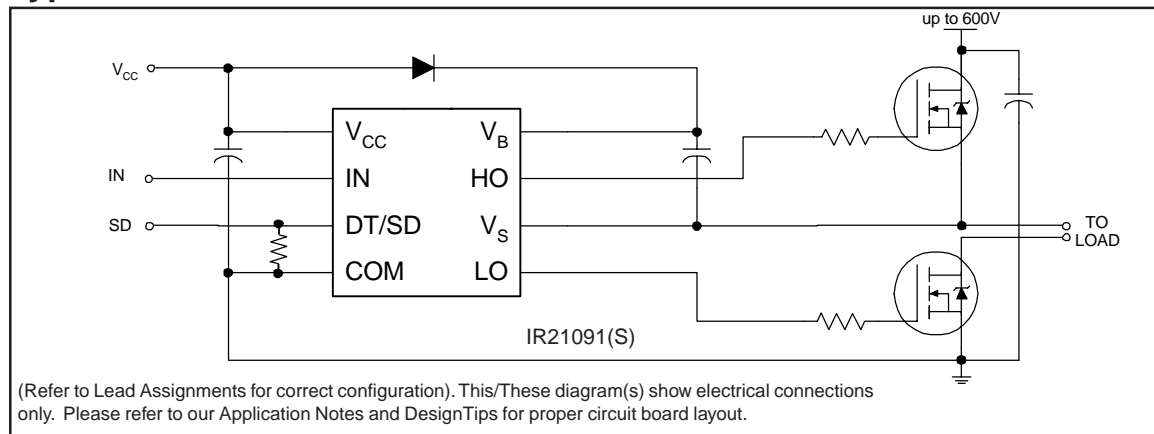 up to 600V
VCC
VCC
VB
IN
IN
HO
SD
DT/SD
VS
TO
LOAD
COM
LO
IR21091(S)
(Refer to Lead Assignments for correct configuration). This/These diagram(s) show electrical connections
only. Please refer to our Application Notes and DesignTips for proper circuit board layout.